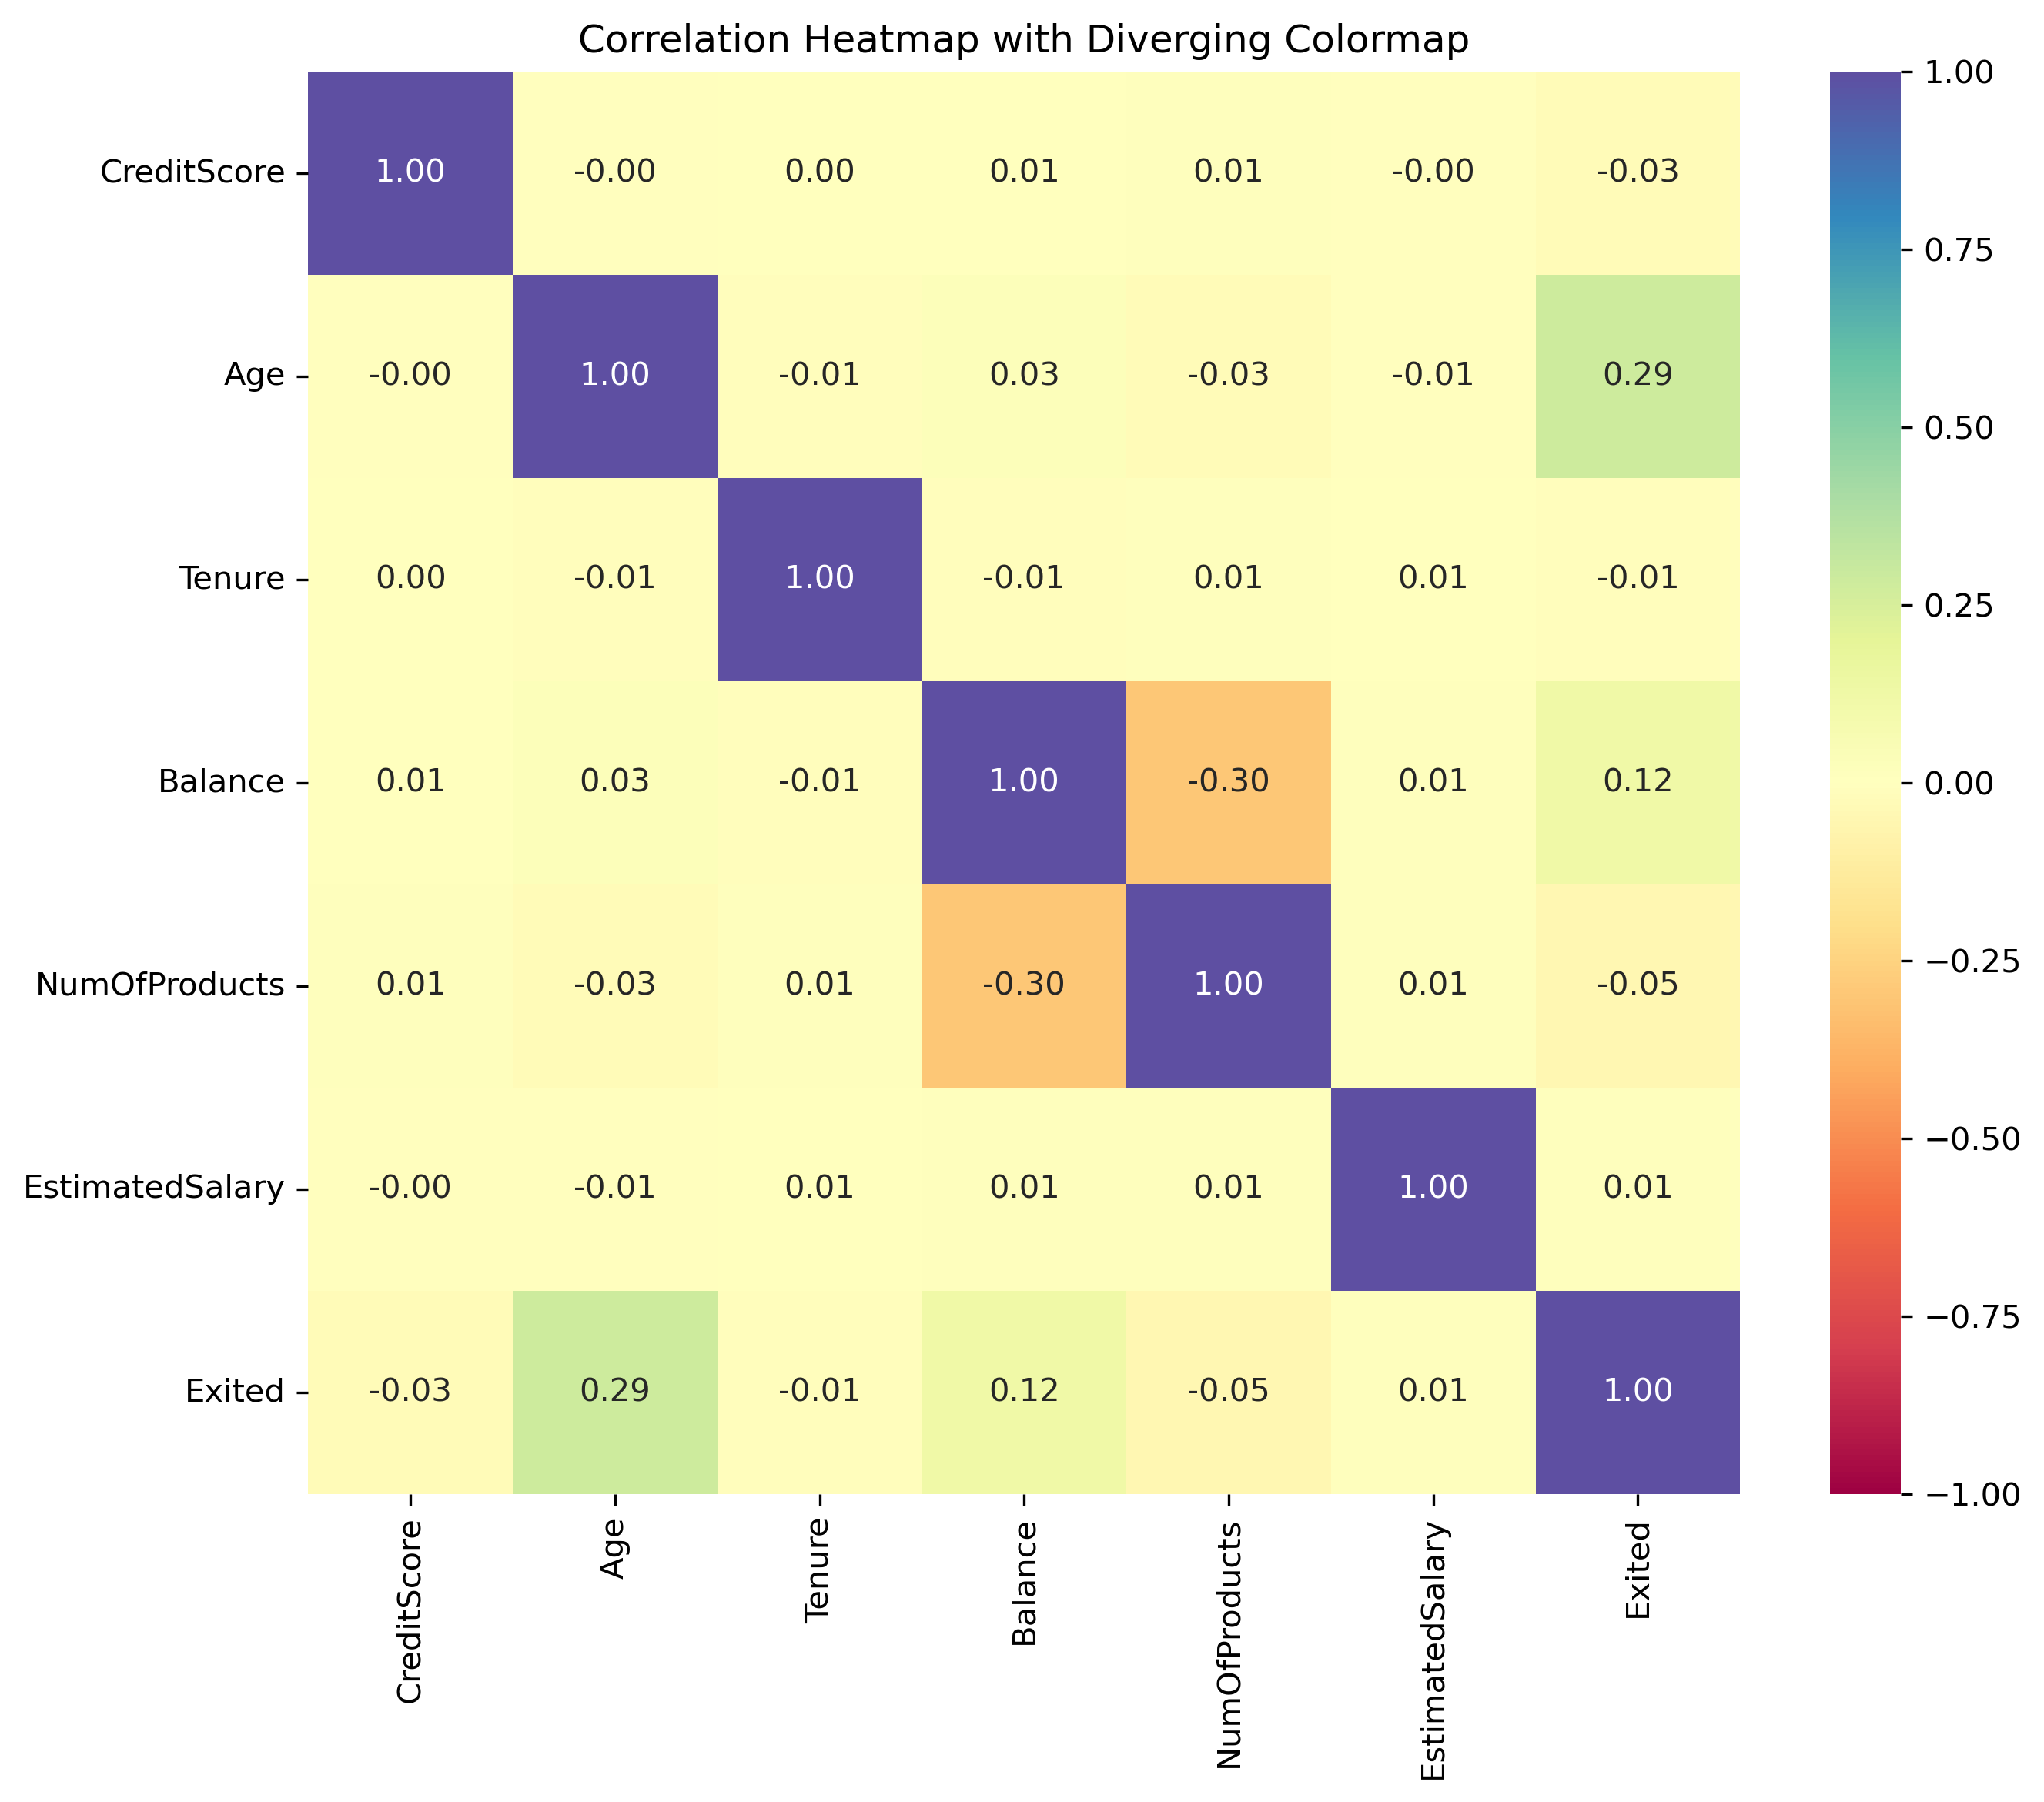 Correlation Heatmap with Diverging Colormap
CreditScore 1.00 -0.00 0.00 0.01 0.01 -0.00 -0.03
Age -0.00 1.00 -0.01 0.03 -0.03 -0.01 0.29
Tenure 0.00 -0.01 1.00 -0.01 0.01 0.01 -0.01
Balance 0.01 0.03 -0.01 1.00 -0.30 0.01 0.12
NumOfProducts 0.01 -0.03 0.01 -0.30 1.00 0.01 -0.05
EstimatedSalary -0.00 -0.01 0.01 0.01 0.01 1.00 0.01
Exited -0.03 0.29 -0.01 0.12 -0.05 0.01 1.00
CreditScore
Age
Tenure
Balance
NumOfProducts
EstimatedSalary
Exited
1.00
0.75
0.50
0.25
0.00
−0.25
−0.50
−0.75
−1.00